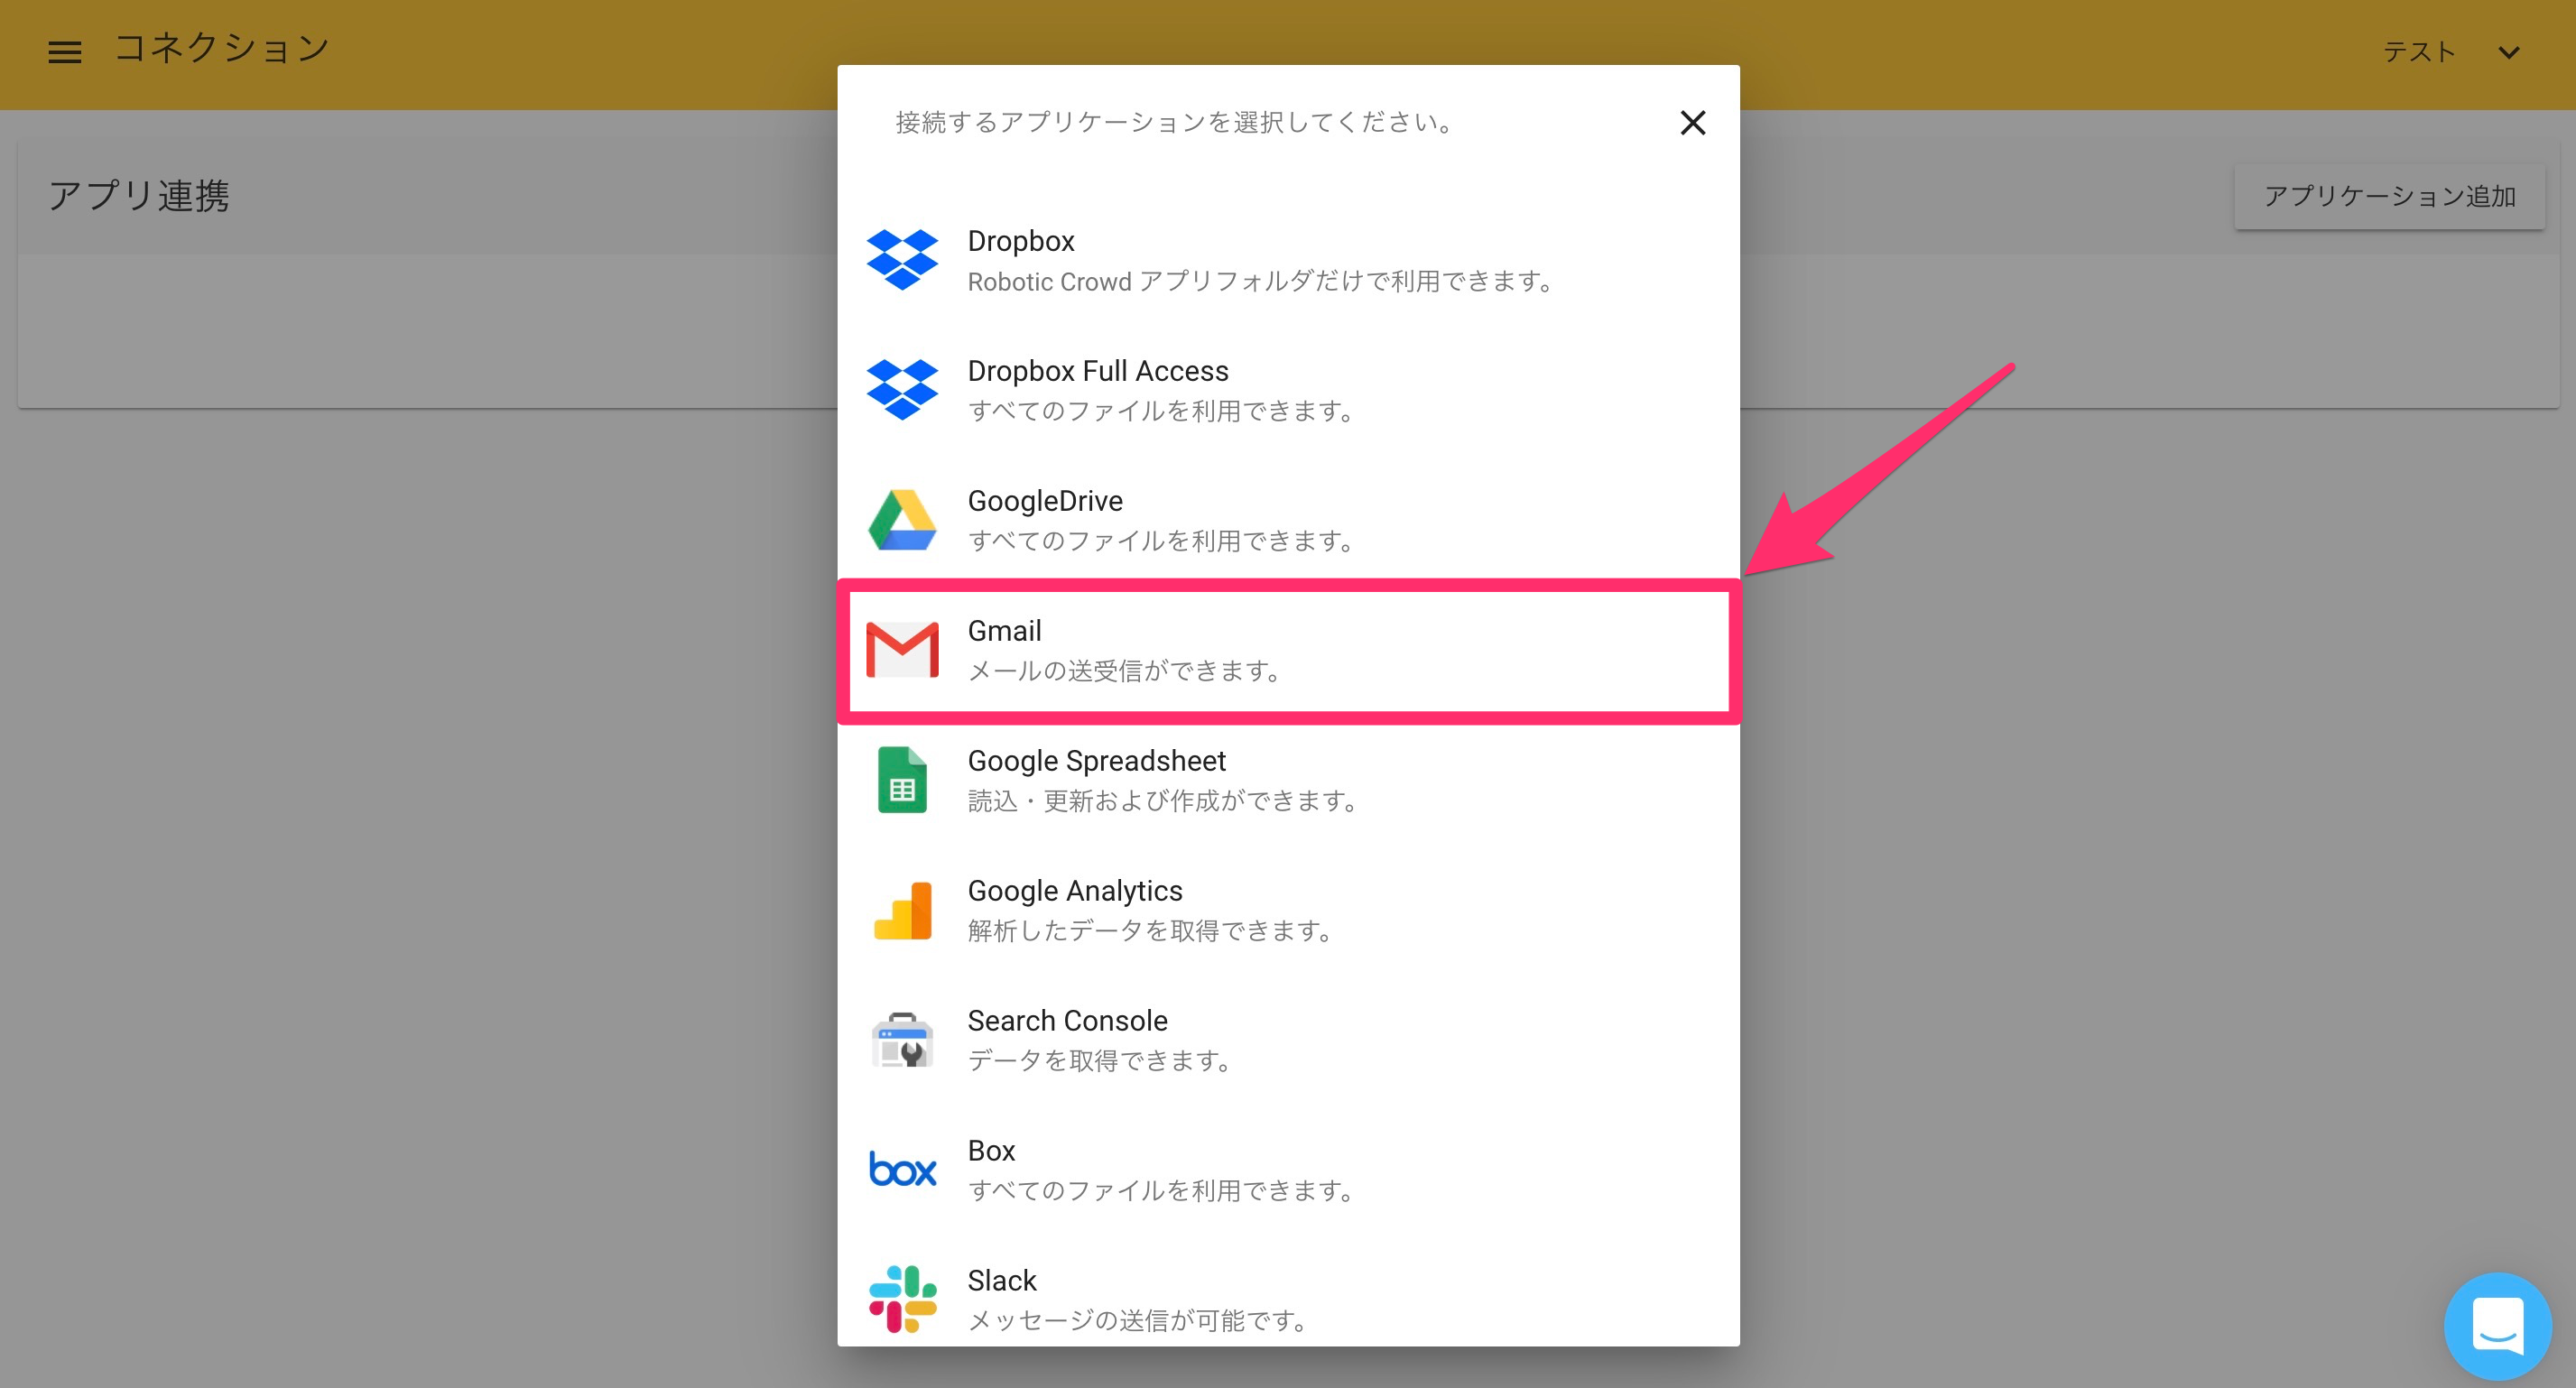 コネクション
テスト
接続するアプリケーションを選択してください。
アプリ連携
アプリケーション追加
Dropbox
Robotic Crowd アプリフォルダだけで利用できます。
Dropbox Full Access
すべてのファイルを利用できます。
GoogleDrive
すべてのファイルを利用できます。
Gmail
メールの送受信ができます。
Google Spreadsheet
読込・更新および作成ができます。
Google Analytics
解析したデータを取得できます。
Search Console
データを取得できます。
box
Box
すべてのファイルを利用できます。
Slack
メッセージの送信が可能です。